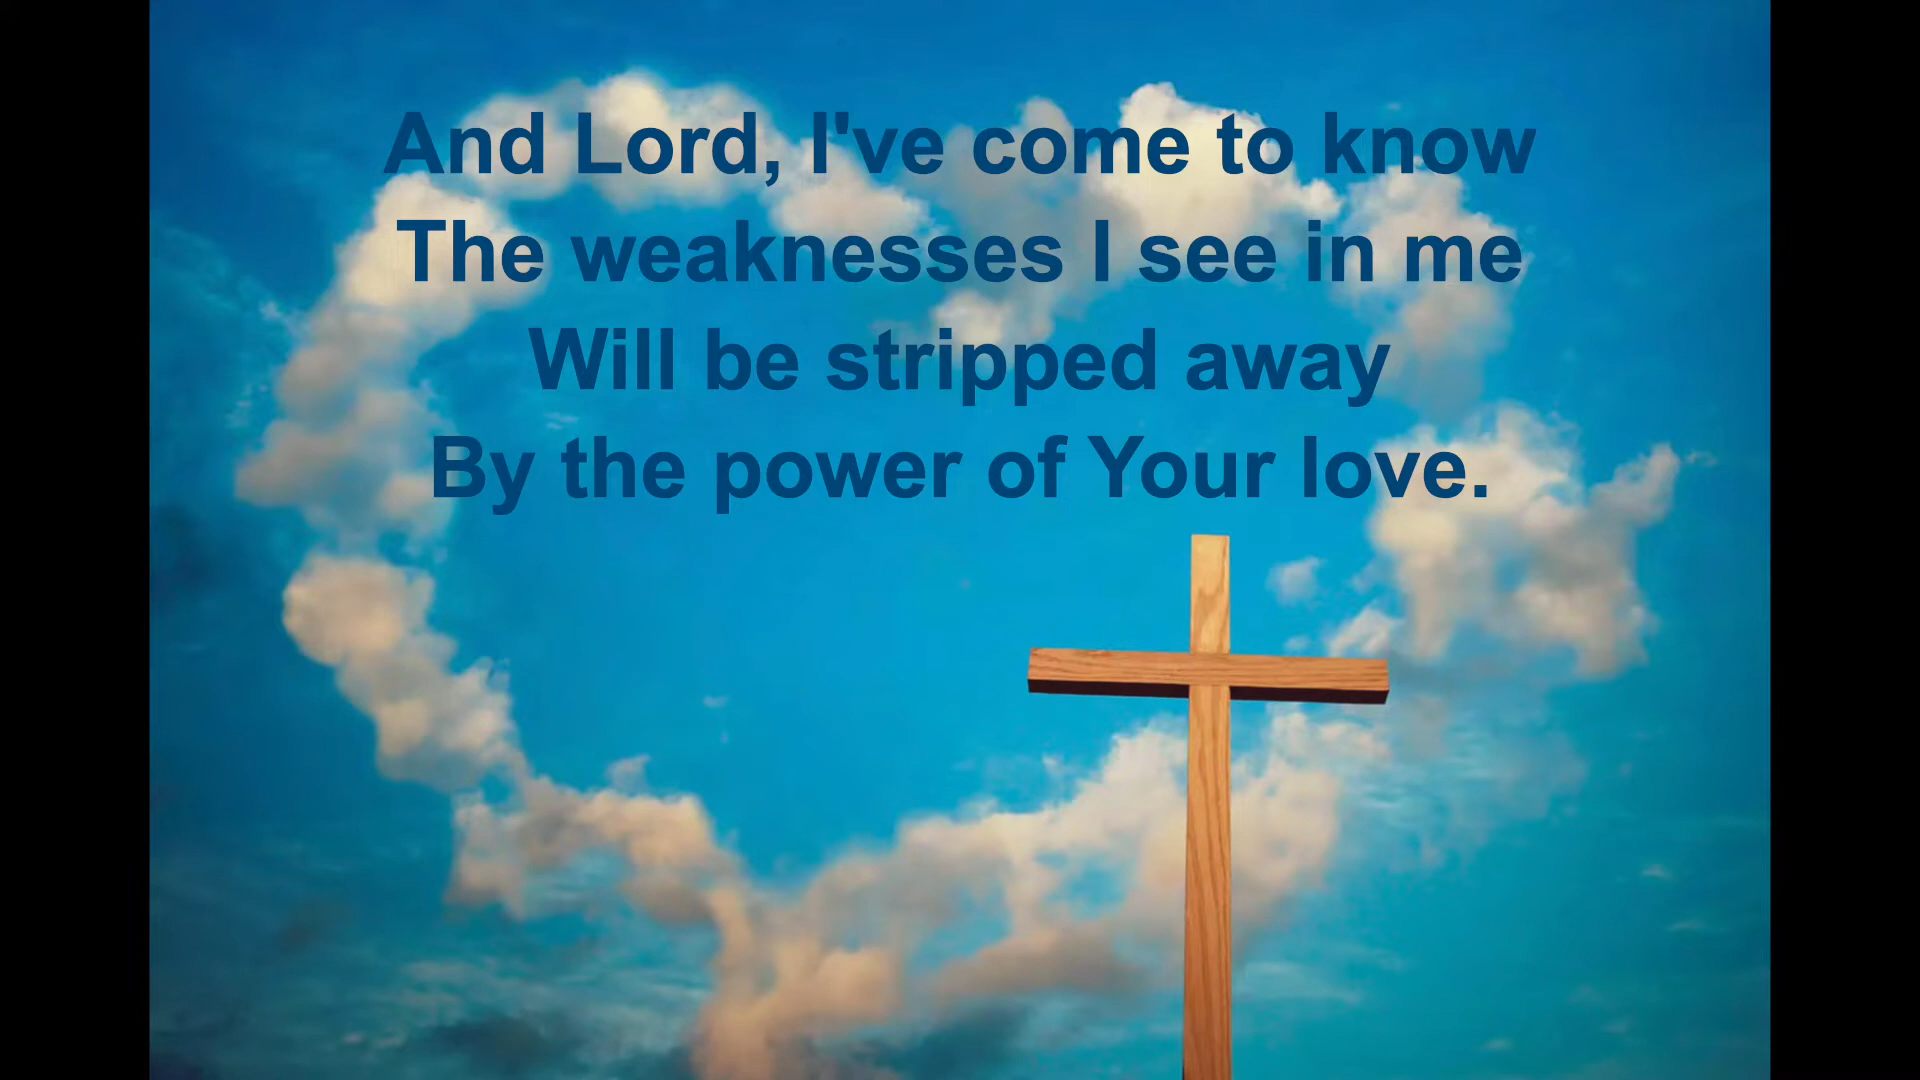 And Lord, I've come to know
The weaknesses I see in me
Will be stripped away
By the power of Your love.